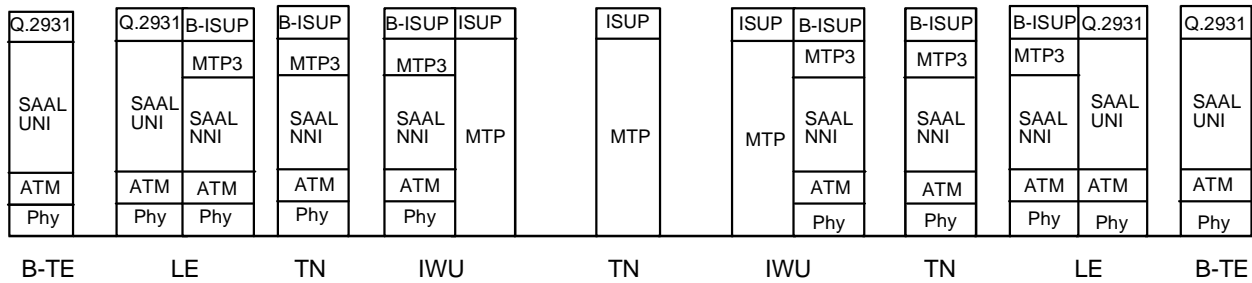 Q.2931 Q.2931 B-ISUP B-ISUP B-ISUP ISUP ISUP ISUP B-ISUP B-ISUP B-ISUP Q.2931 Q.2931
MTP3 MTP3 MTP3 MTP3 MTP3 MTP3
SAAL SAAL SAAL SAAL SAAL MTP MTP MTP SAAL SAAL SAAL SAAL SAAL
UNI UNI NNI NNI NNI NNI NNI NNI UNI UNI
ATM ATM ATM ATM ATM ATM ATM ATM ATM ATM
Phy Phy Phy Phy Phy Phy Phy Phy Phy Phy
B-TE LE TN IWU TN IWU TN LE B-TE